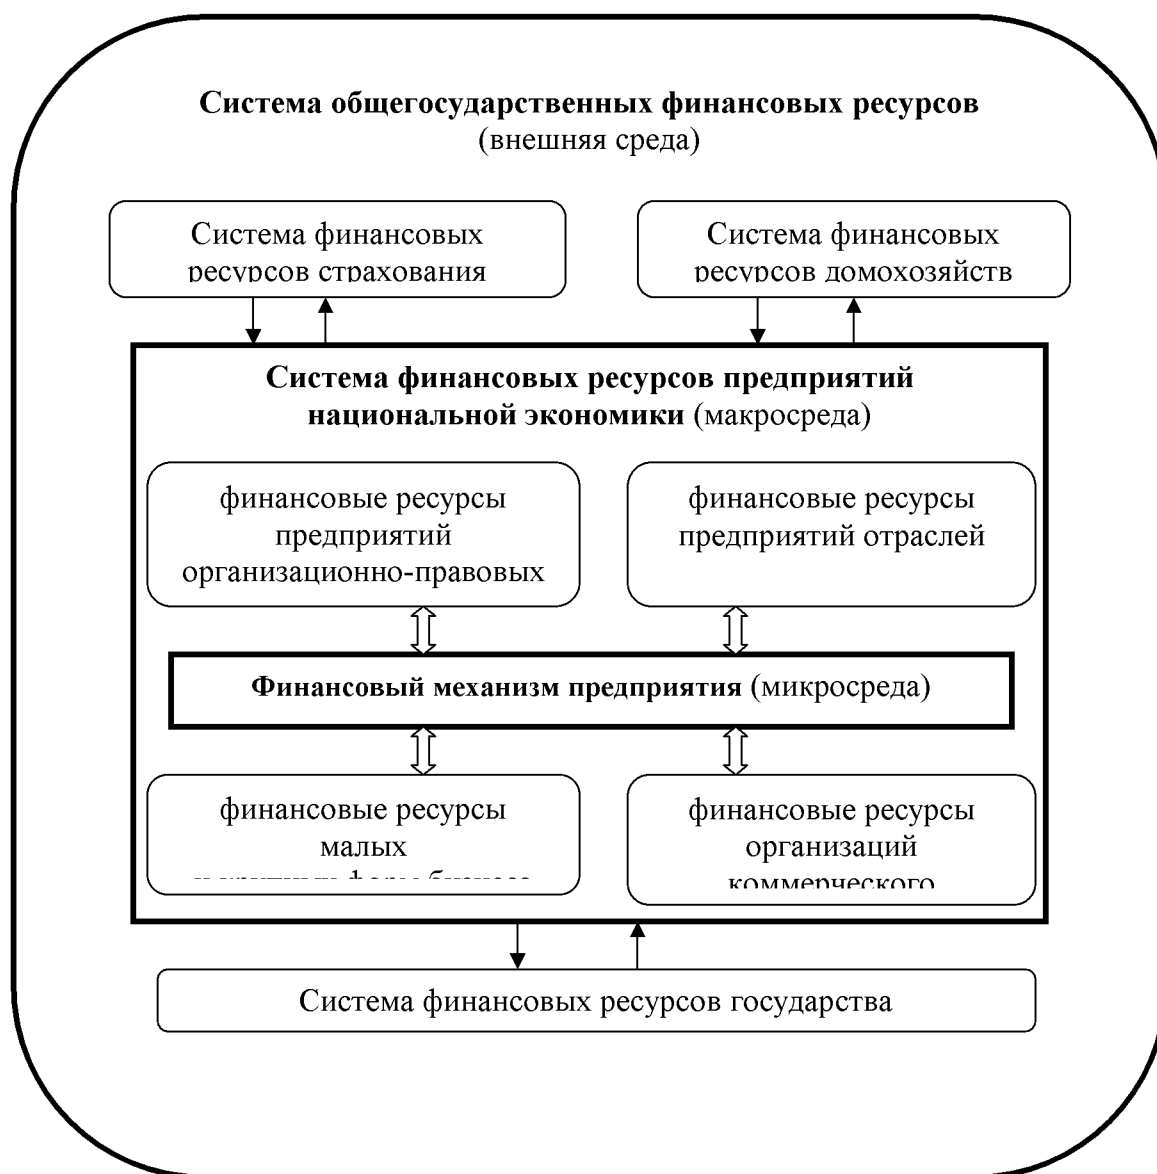 Система общегосударственных финансовых ресурсов
(внешняя среда)
Система финансовых
ресурсов страхования
Система финансовых
ресурсов домохозяйств
Система финансовых ресурсов предприятий
национальной экономики (макросреда)
финансовые ресурсы
предприятий
организационно-правовых
финансовые ресурсы
предприятий отраслей
Финансовый механизм предприятия (микросреда)
финансовые ресурсы
малых
финансовые ресурсы
организаций
коммерческого
Система финансовых ресурсов государства